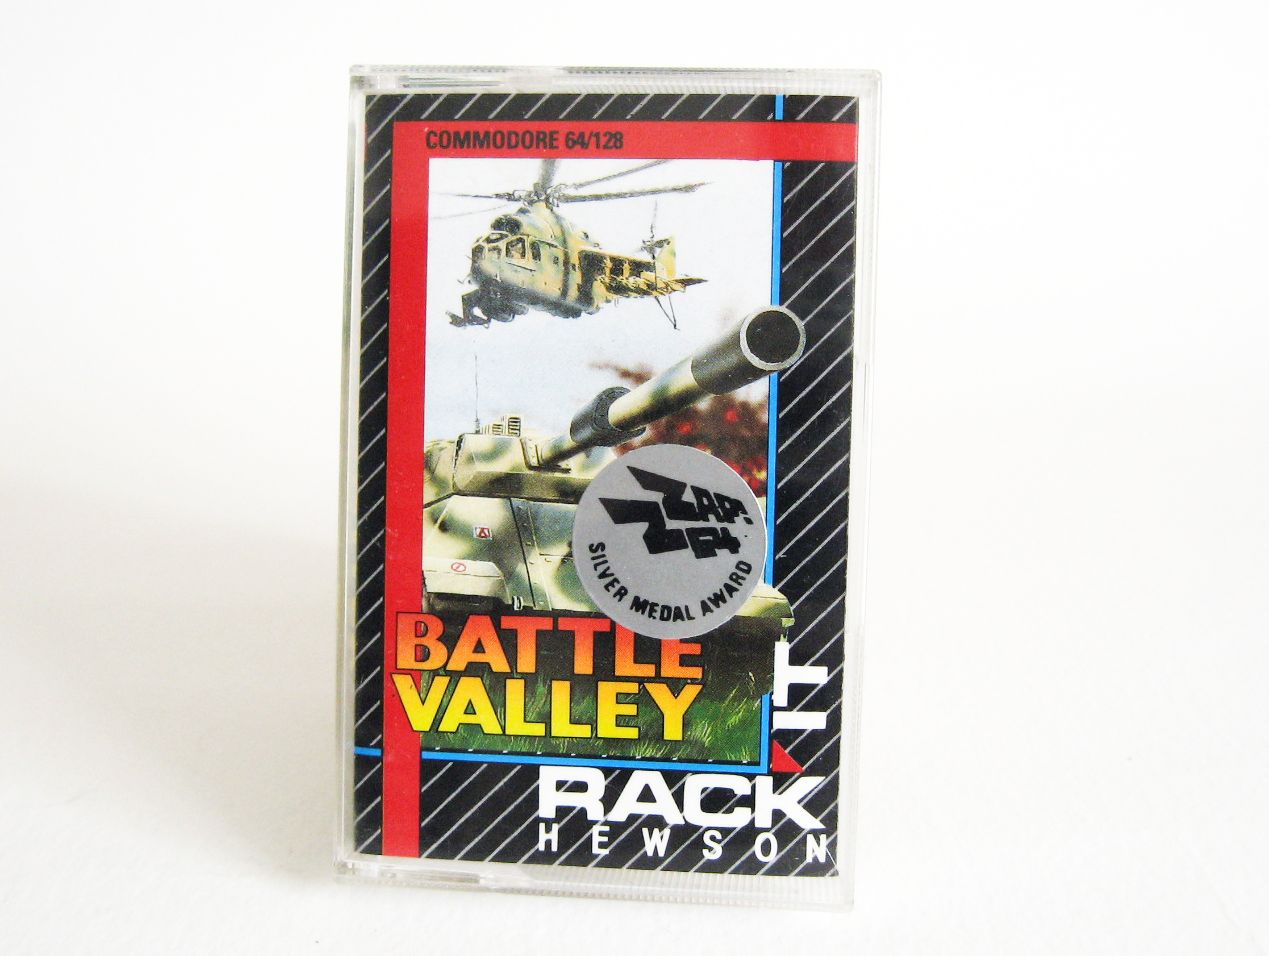 COMMODORE 64/128
ZZAP!
64
SILVER MEDAL AWARD
BATTLE
VALLEY
RACK
IT
HEWSON